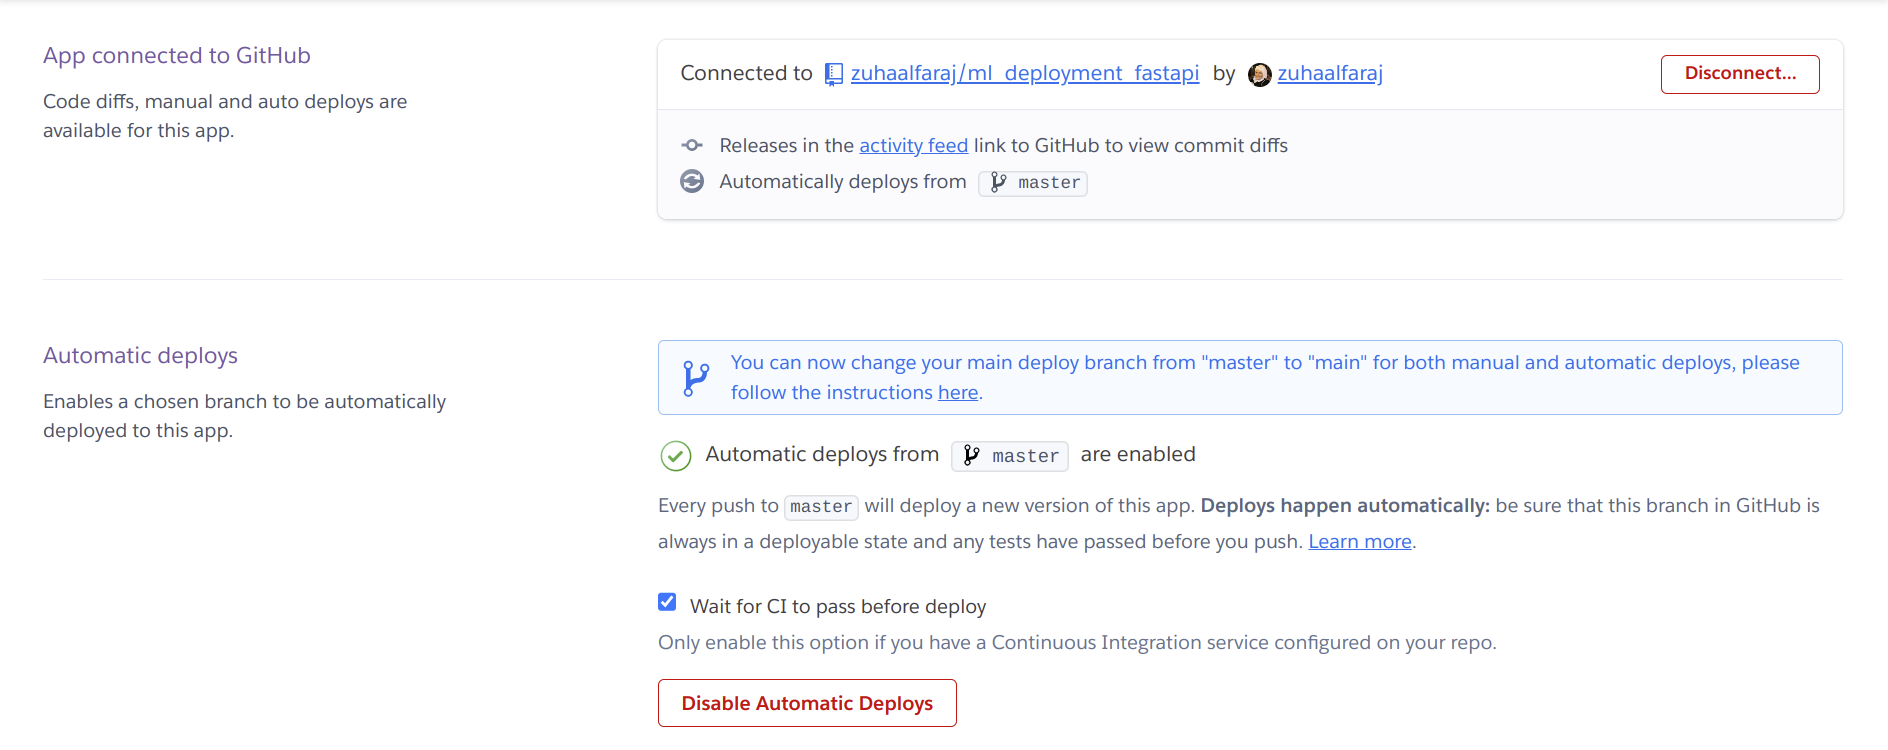 App connected to GitHub
Code diffs, manual and auto deploys are
available for this app.
Connected to zuhaalfaraj/ml_deployment_fastapi by zuhaalfaraj
Disconnect...
Releases in the activity feed link to GitHub to view commit diffs
Automatically deploys from master
Automatic deploys
Enables a chosen branch to be automatically
deployed to this app.
You can now change your main deploy branch from "master" to "main" for both manual and automatic deploys, please
follow the instructions here.
Automatic deploys from master are enabled
Every push to master will deploy a new version of this app. Deploys happen automatically: be sure that this branch in GitHub is
always in a deployable state and any tests have passed before you push. Learn more.
Wait for CI to pass before deploy
Only enable this option if you have a Continuous Integration service configured on your repo.
Disable Automatic Deploys